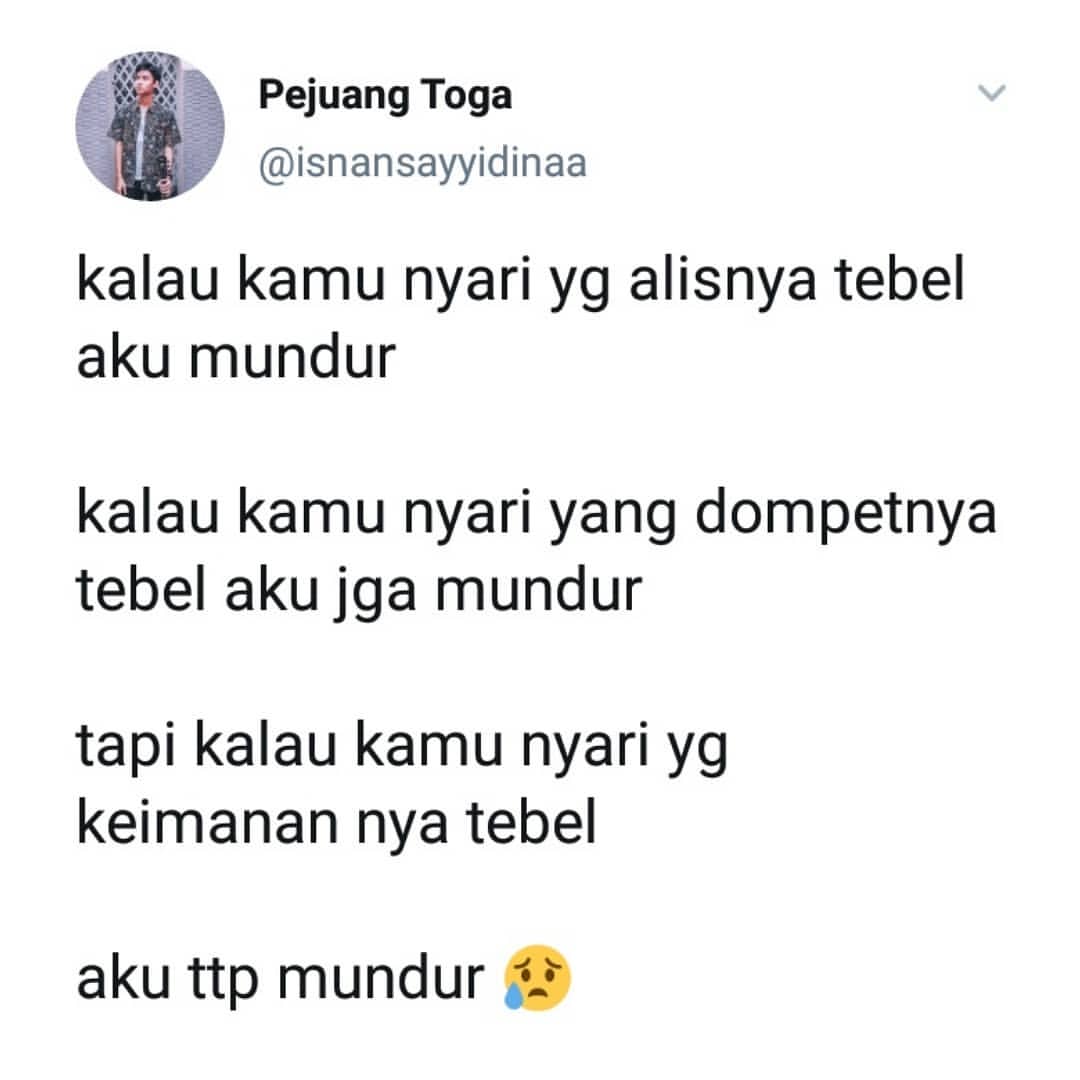 Pejuang Toga
@isnansayyidinaa
kalau kamu nyari yg alisnya tebel
aku mundur
kalau kamu nyari yang dompetnya
tebel aku jga mundur
tapi kalau kamu nyari yg
keimanan nya tebel
aku ttp mundur 😥